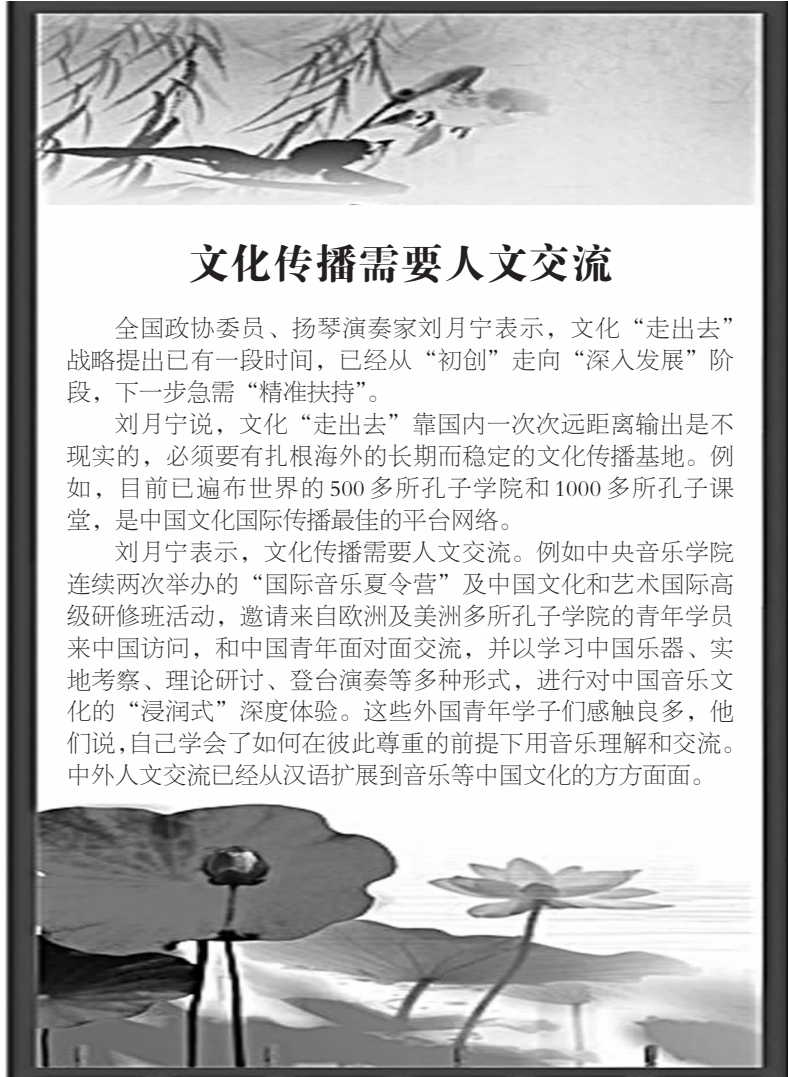 文化传播需要人文交流
全国政协委员、扬琴演奏家刘月宁表示，文化“走出去”
战略提出已有一段时间，已经从“初创”走向“深入发展”阶
段，下一步急需“精准扶持”。
刘月宁说，文化“走出去”靠国内一次次远距离输出是不
现实的，必须要有扎根海外的长期而稳定的文化传播基地。例
如，目前已遍布世界的 500 多所孔子学院和 1000 多所孔子课
堂，是中国文化国际传播最佳的平台网络。
刘月宁表示，文化传播需要人文交流。例如中央音乐学院
连续两次举办的“国际音乐夏令营”及中国文化和艺术国际高
级研修班活动，邀请来自欧洲及美洲多所孔子学院的青年学员
来中国访问，和中国青年面对面交流，并以学习中国乐器、实
地考察、理论研讨、登台演奏等多种形式，进行对中国音乐文
化的“浸润式”深度体验。这些外国青年学子们感触良多，他
们说，自己学会了如何在彼此尊重的前提下用音乐理解和交流。
中外人文交流已经从汉语扩展到音乐等中国文化的方方面面。